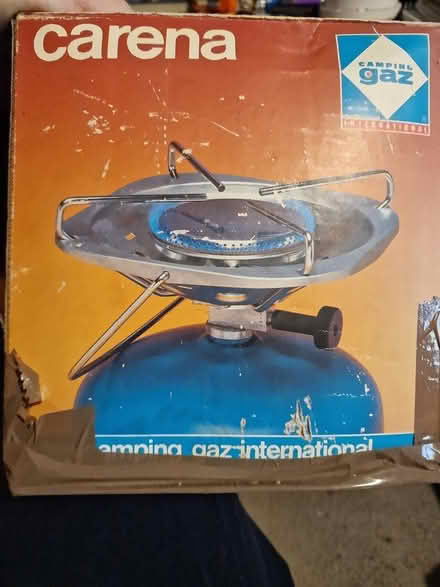 carena
CAMPING
gaz
INTERNATIONAL
amping gaz international